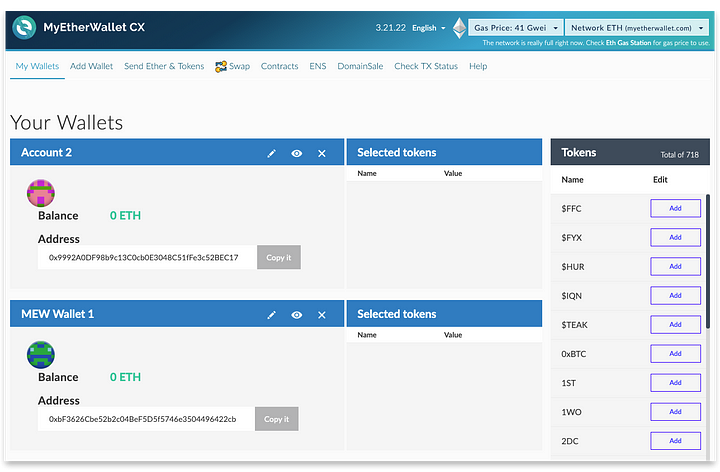 MyEtherWallet CX
3.21.22 English Gas Price: 41 Gwei Network ETH (myetherwallet.com)
The network is really full right now. Check Eth Gas Station for gas price to use.
My Wallets Add Wallet Send Ether & Tokens Swap Contracts ENS DomainSale Check TX Status Help
Your Wallets
Account 2
Balance 0 ETH
Address
0x9992A0DF98b9c13C0cb0E3048C51fFe3c52BEC17 Copy it
Selected tokens
Name Value
MEW Wallet 1
Balance 0 ETH
Address
0xbF3626Cbe52b2c04BeF5D5f5746e3504496422cb Copy it
Selected tokens
Name Value
Tokens Total of 718
Name Edit
$FFC Add
$FYX Add
$HUR Add
$IQN Add
$TEAK Add
0xBTC Add
1ST Add
1WO Add
2DC Add